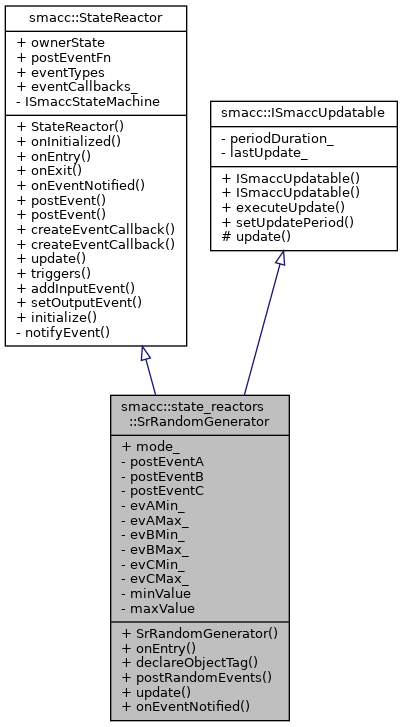 smacc::StateReactor
+ ownerState
+ postEventFn
+ eventTypes
+ eventCallbacks_
- ISmaccStateMachine
+ StateReactor()
+ onInitialized()
+ onEntry()
+ onExit()
+ onEventNotified()
+ postEvent()
+ postEvent()
+ createEventCallback()
+ createEventCallback()
+ update()
+ triggers()
+ addInputEvent()
+ setOutputEvent()
+ initialize()
- notifyEvent()
smacc::ISmaccUpdatable
- periodDuration_
- lastUpdate_
+ ISmaccUpdatable()
+ ISmaccUpdatable()
+ executeUpdate()
+ setUpdatePeriod()
# update()
smacc::state_reactors
::SrRandomGenerator
+ mode_
- postEventA
- postEventB
- postEventC
- evAMin_
- evAMax_
- evBMin_
- evBMax_
- evCMin_
- evCMax_
- minValue
- maxValue
+ SrRandomGenerator()
+ onEntry()
+ declareObjectTag()
+ postRandomEvents()
+ update()
+ onEventNotified()